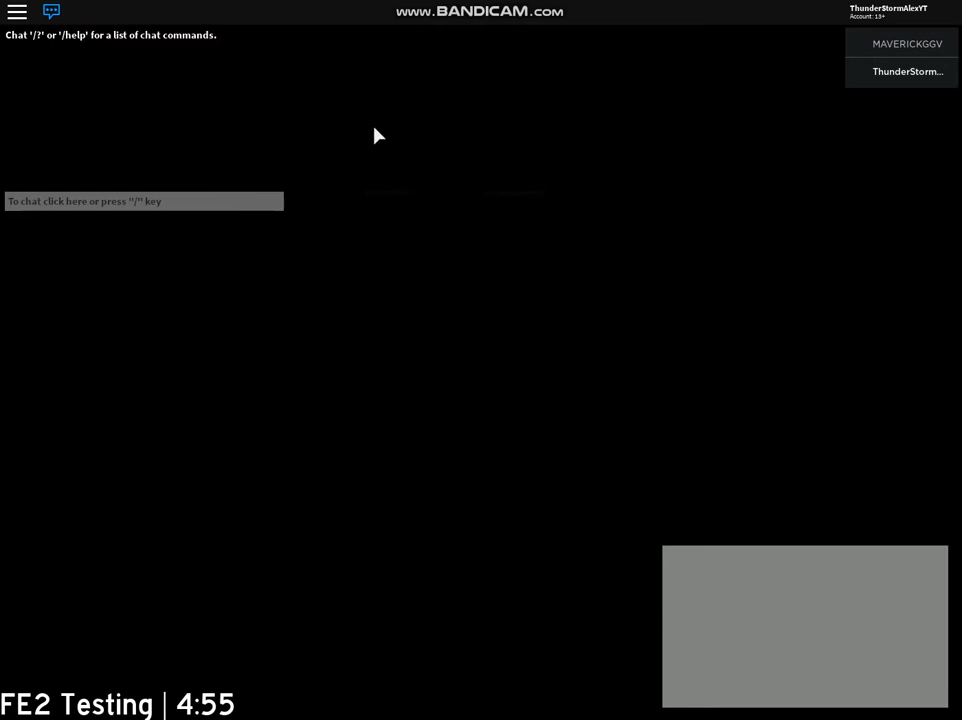 www.BANDICAM.com
ThunderStormAlexYT
Account: 13+
Chat '/?' or '/help' for a list of chat commands.
MAVERICKGGV
ThunderStorm...
To chat click here or press "/" key
FE2 Testing | 4:55